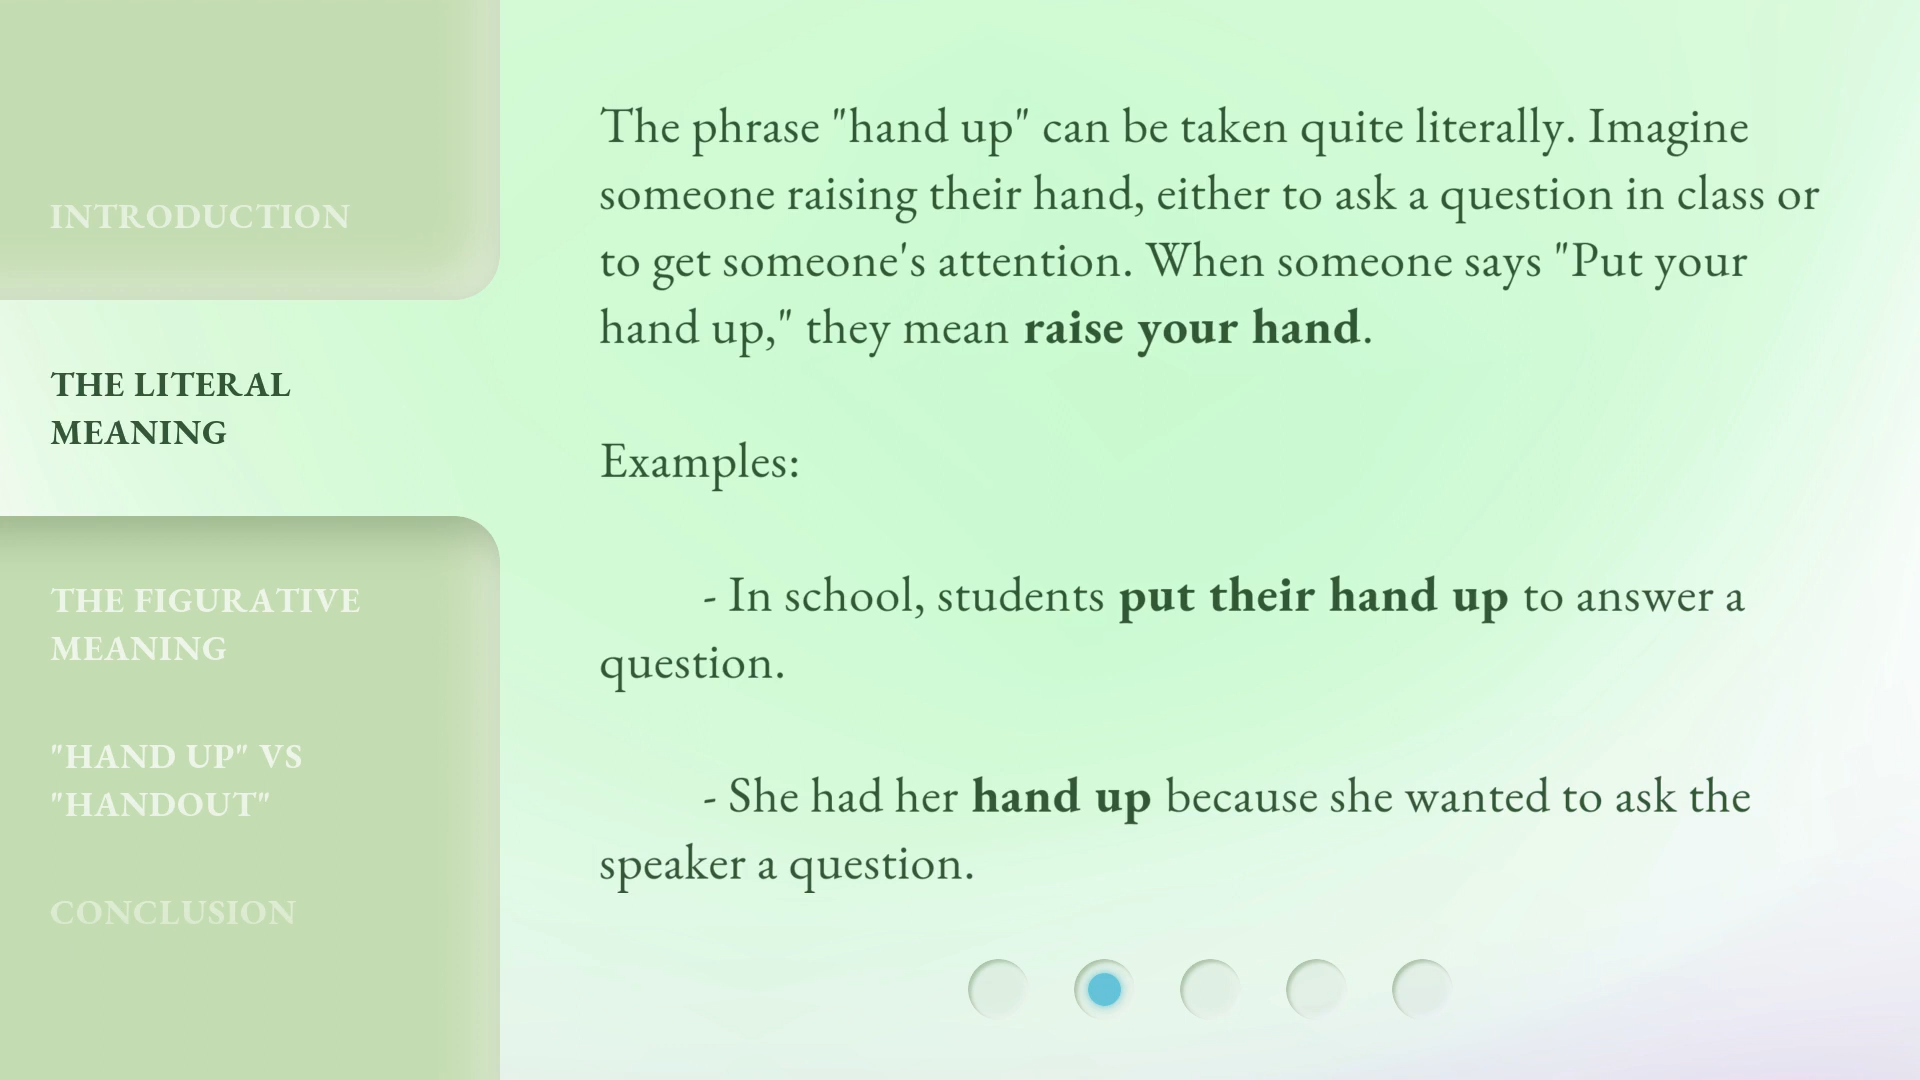 INTRODUCTION
THE LITERAL
MEANING
THE FIGURATIVE
MEANING
"HAND UP" VS
"HANDOUT"
CONCLUSION
The phrase "hand up" can be taken quite literally. Imagine
someone raising their hand, either to ask a question in class or
to get someone's attention. When someone says "Put your
hand up," they mean raise your hand.
Examples:
- In school, students put their hand up to answer a
question.
- She had her hand up because she wanted to ask the
speaker a question.